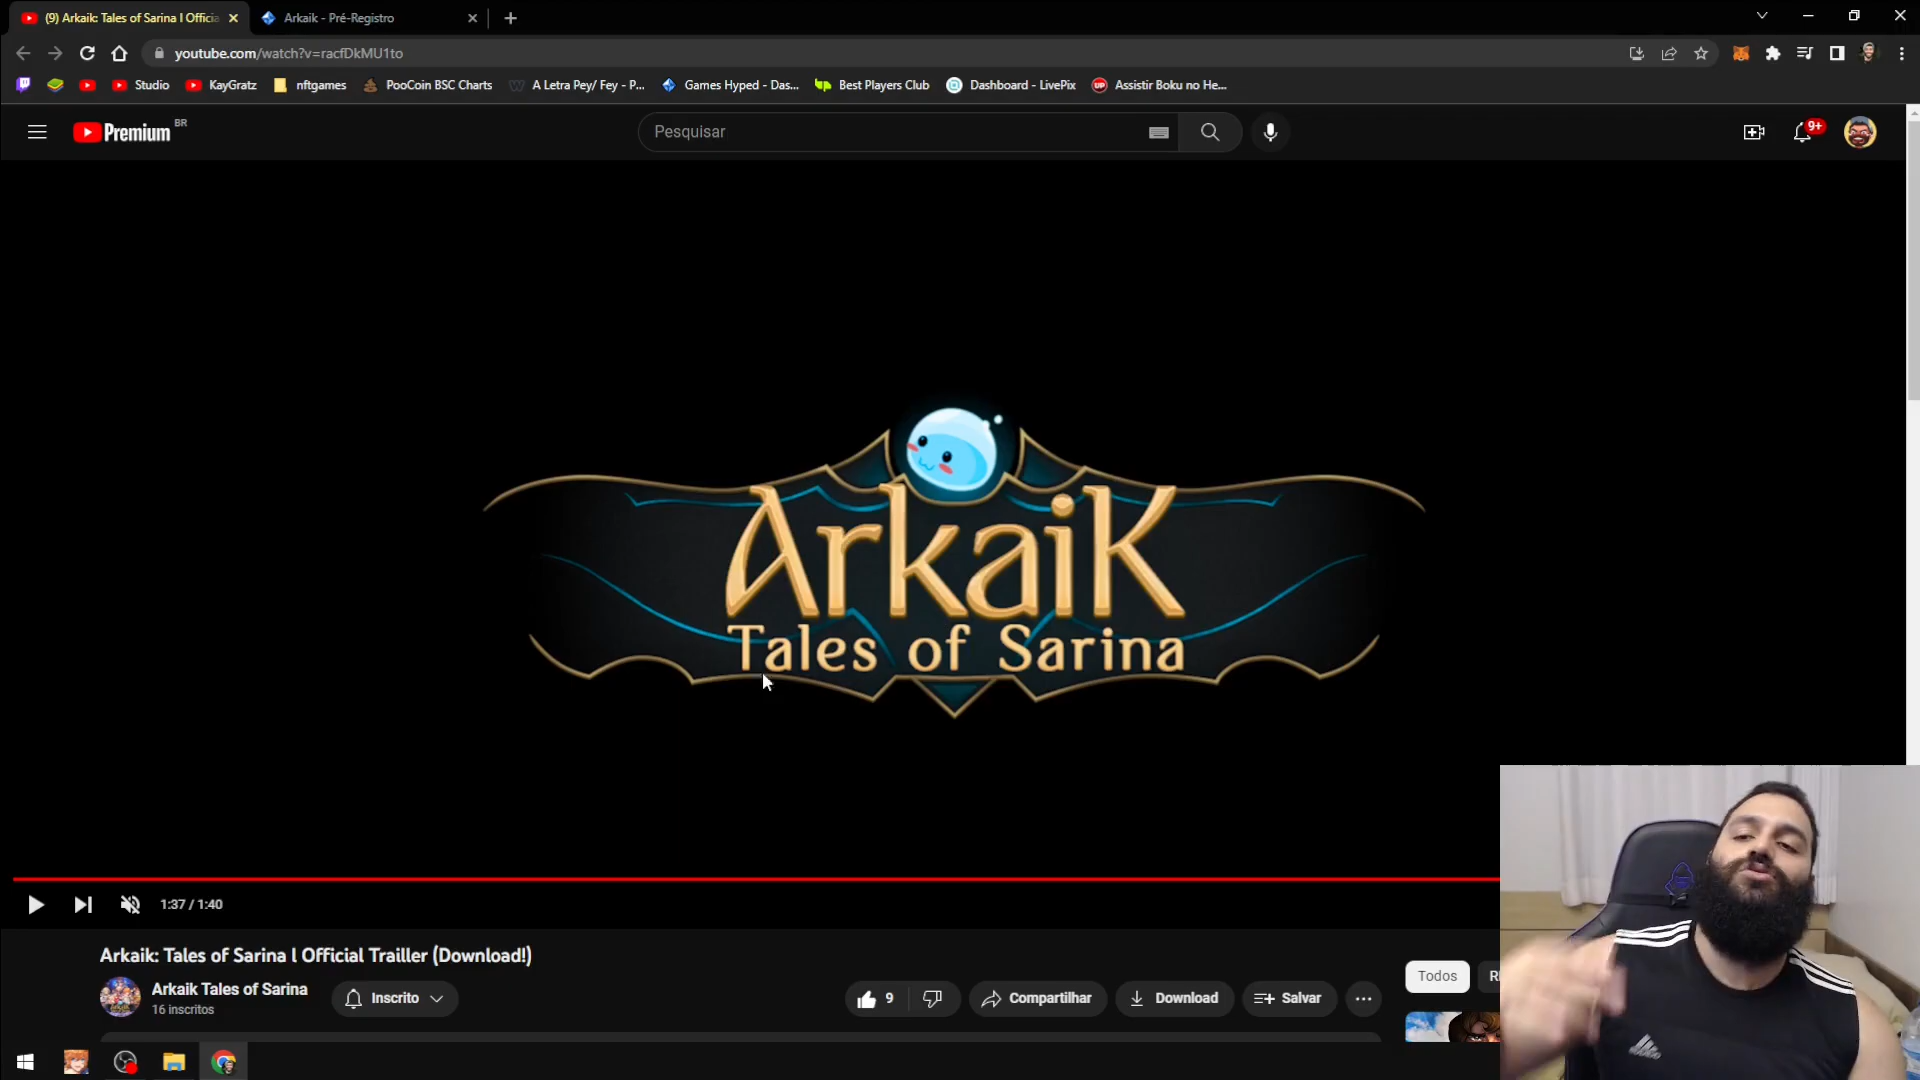 (9) Arkaik: Tales of Sarina l Officia
Arkaik - Pré-Registro
youtube.com/watch?v=racfDkMU1to
Studio
KayGratz
nftgames
PooCoin BSC Charts
A Letra Pey/ Fey - P...
Games Hyped - Das...
Best Players Club
Dashboard - LivePix
UP
Assistir Boku no He...
Premium BR
Pesquisar
9+
ArkaiK
Tales of Sarina
1:37 / 1:40
Arkaik: Tales of Sarina l Official Trailler (Download!)
Arkaik Tales of Sarina
16 inscritos
Inscrito
9
Compartilhar
Download
Salvar
Todos